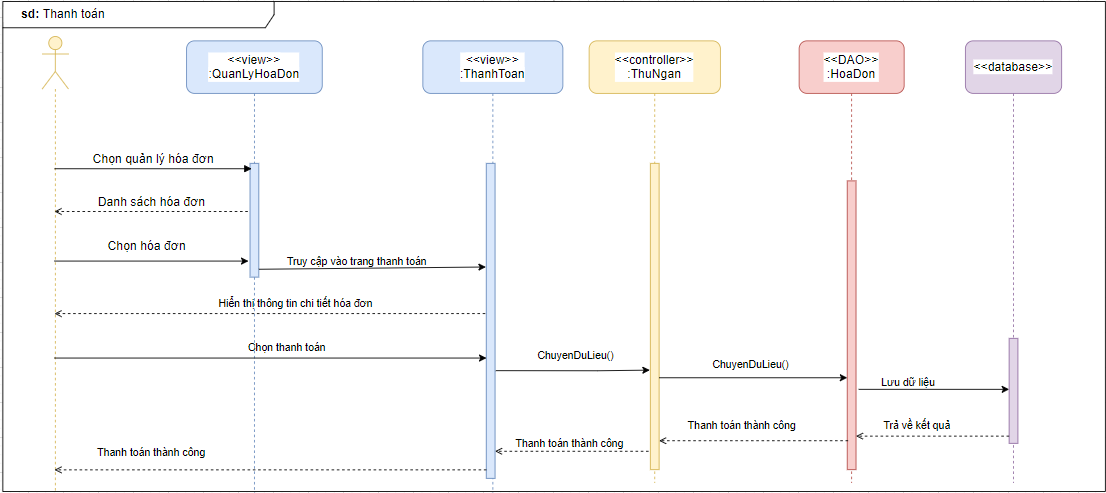 sd: Thanh toán
<<view>>
:QuanLyHoaDon
<<view>>
:ThanhToan
<<controller>>
:ThuNgan
<<DAO>>
:HoaDon
<<database>>
Chọn quản lý hóa đơn
Danh sách hóa đơn
Chọn hóa đơn
Truy cập vào trang thanh toán
Hiển thi thông tin chi tiết hóa đơn
Chọn thanh toán
ChuyenDuLieu()
ChuyenDuLieu()
Lưu dữ liệu
Trả về kết quả
Thanh toán thành công
Thanh toán thành công
Thanh toán thành công